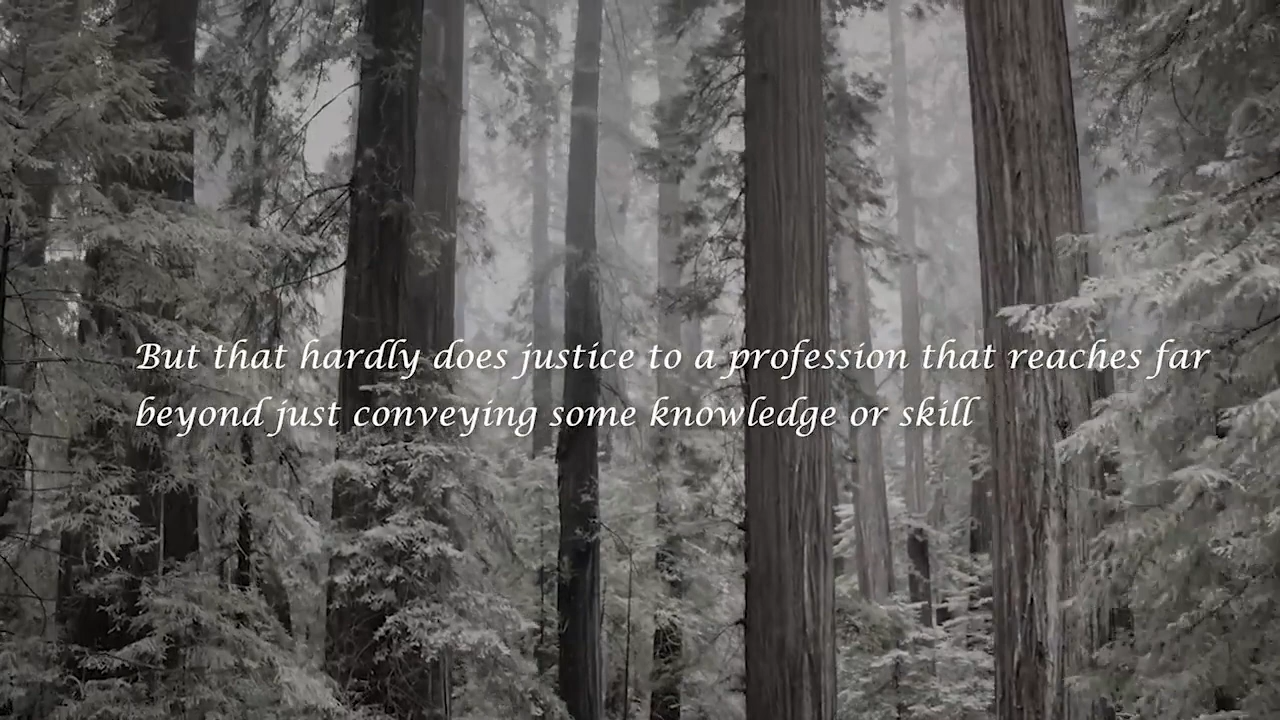 But that hardly does justice to a profession that reaches far
beyond just conveying some knowledge or skill